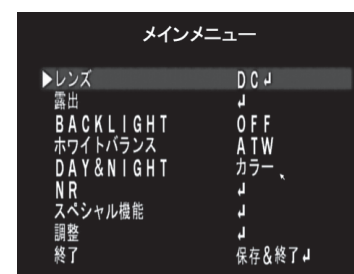 メインメニュー
▶レンズ DC↲
露出 ↲
BACKLIGHT OFF
ホワイトバランス ATW
DAY&NIGHT カラー
NR ↲
スペシャル機能 ↲
調整 ↲
終了 保存&終了↲